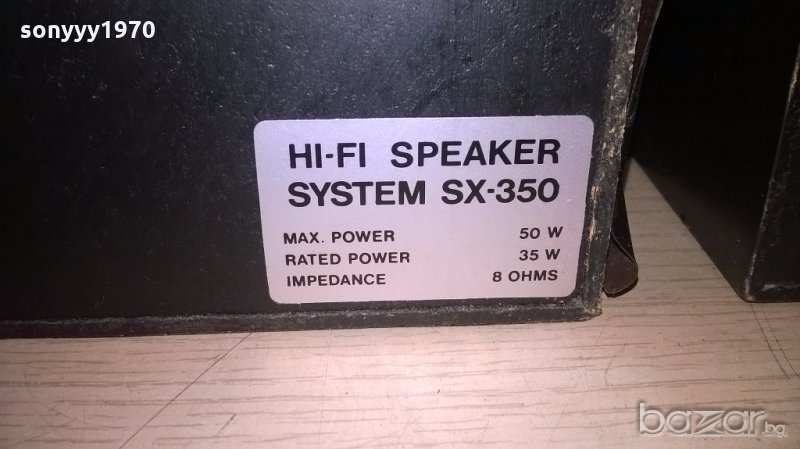 sonyyy1970
HI-FI SPEAKER
SYSTEM SX-350
MAX. POWER 50 W
RATED POWER 35 W
IMPEDANCE 8 OHMS
bazar.bg